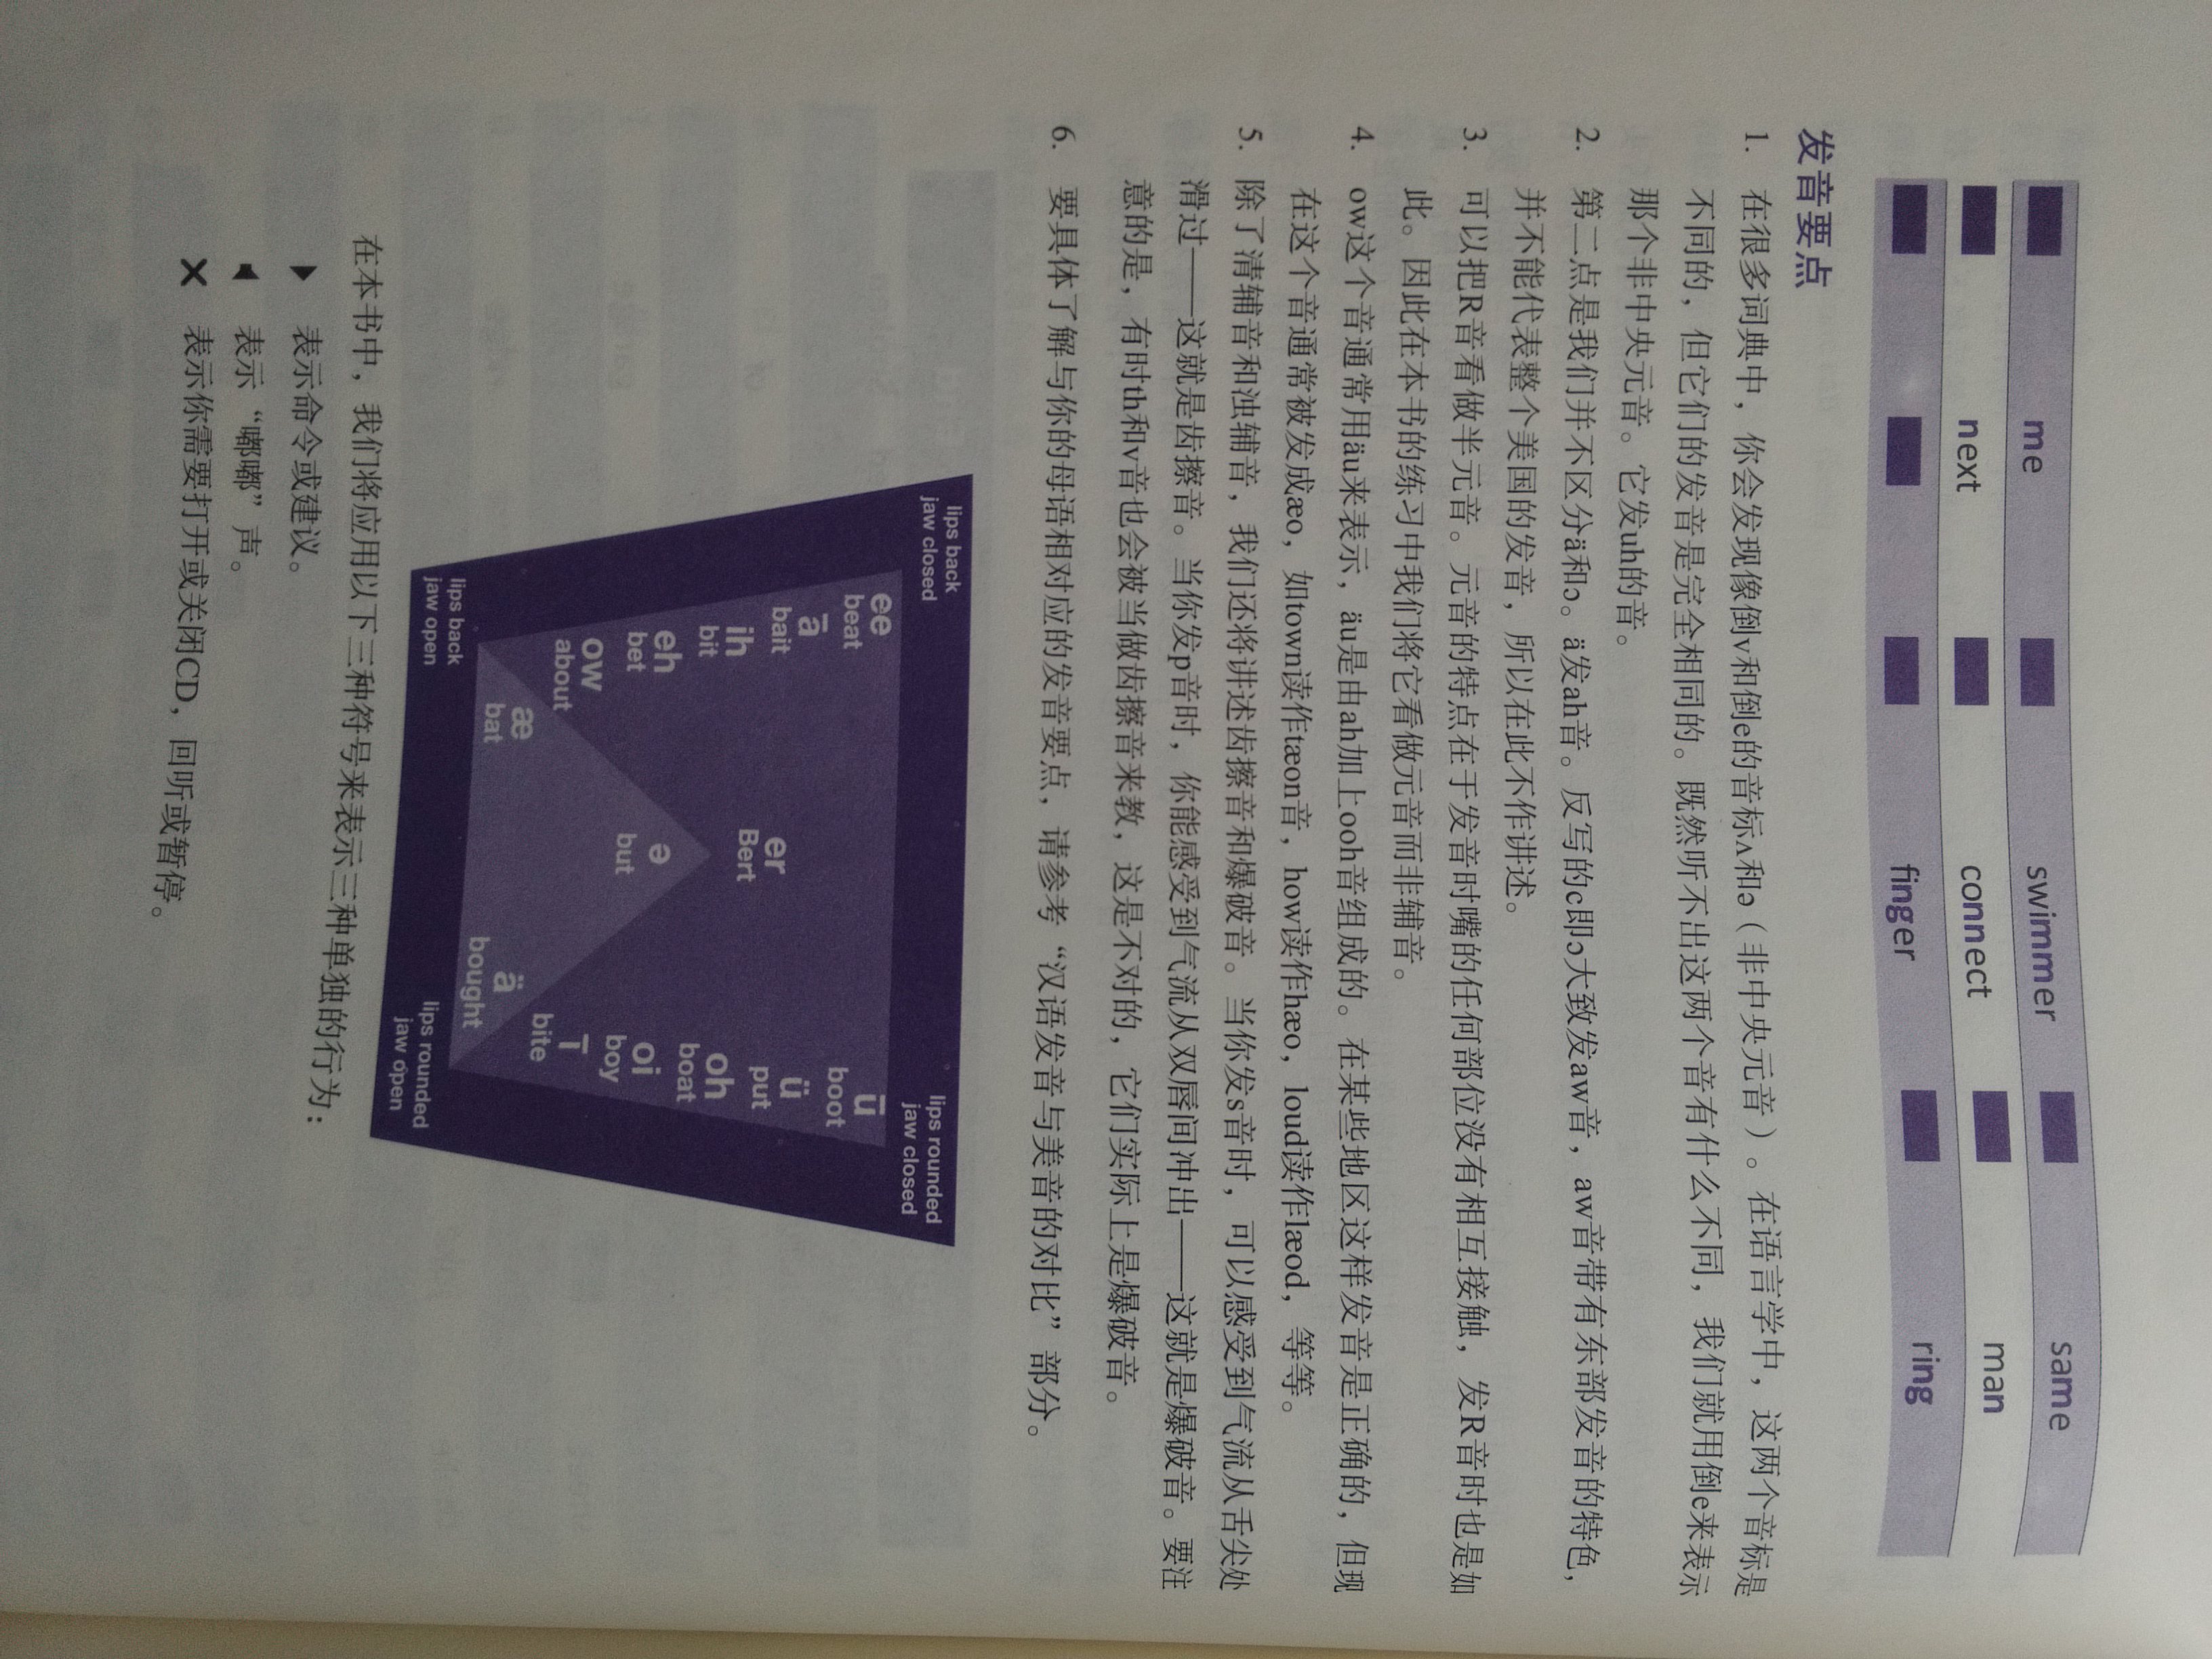 me swimmer same
next connect man
finger ring
发音要点
1. 在很多词典中，你会发现像倒v和倒e的音标ʌ和ə（非中央元音）。在语言学中，这两个音标是
不同的，但它们的发音是完全相同的。既然听不出这两个音有什么不同，我们就用倒e来表示
那个非中央元音。它发uh的音。
2. 第二点是我们并不区分ä和ɔ。ä发ah音。反写的c即ɔ大致发aw音，aw音带有东部发音的特色，
并不能代表整个美国的发音，所以在此不作讲述。
3. 可以把R音看做半元音。元音的特点在于发音时嘴的任何部位没有相互接触，发R音时也是如
此。因此在本书的练习中我们将它看做元音而非辅音。
4. ow这个音通常用äu来表示，äu是由ah加上ooh音组成的。在某些地区这样发音是正确的，但现
在这个音通常被发成æo，如town读作tæon音，how读作hæo，loud读作læod，等等。
5. 除了清辅音和浊辅音，我们还将讲述齿擦音和爆破音。当你发s音时，可以感受到气流从舌尖处
滑过——这就是齿擦音。当你发p音时，你能感受到气流从双唇间冲出——这就是爆破音。要注
意的是，有时th和v音也会被当做齿擦音来教，这是不对的，它们实际上是爆破音。
6. 要具体了解与你的母语相对应的发音要点，请参考“汉语发音与美音的对比”部分。
lips back
jaw closed
lips rounded
jaw closed
ee
beat
ā
bait
ih
bit
eh
bet
ow
about
æ
bat
er
Bert
ə
but
ū
boot
ü
put
oh
boat
oi
boy
ī
bite
ä
bought
lips back
jaw open
lips rounded
jaw open
在本书中，我们将应用以下三种符号来表示三种单独的行为：
表示命令或建议。
表示“嘟嘟”声。
表示你需要打开或关闭CD，回听或暂停。